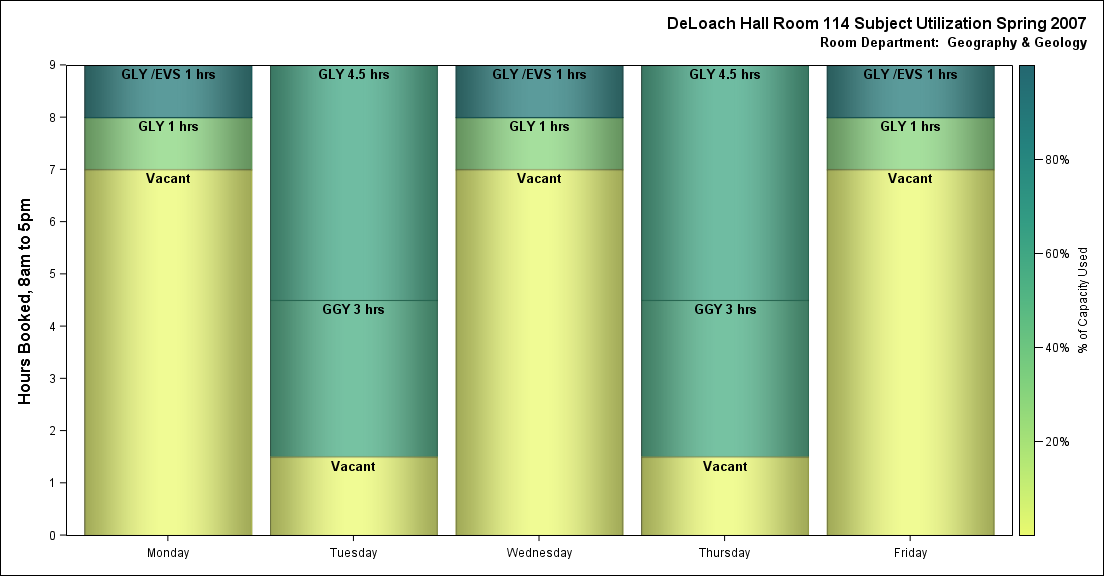 DeLoach Hall Room 114 Subject Utilization Spring 2007
Room Department:  Geography & Geology
Hours Booked, 8am to 5pm
9
8
7
6
5
4
3
2
1
0
GLY /EVS 1 hrs
GLY 1 hrs
Vacant
GLY 4.5 hrs
GGY 3 hrs
Vacant
GLY /EVS 1 hrs
GLY 1 hrs
Vacant
GLY 4.5 hrs
GGY 3 hrs
Vacant
GLY /EVS 1 hrs
GLY 1 hrs
Vacant
Monday
Tuesday
Wednesday
Thursday
Friday
80%
60%
40%
20%
% of Capacity Used